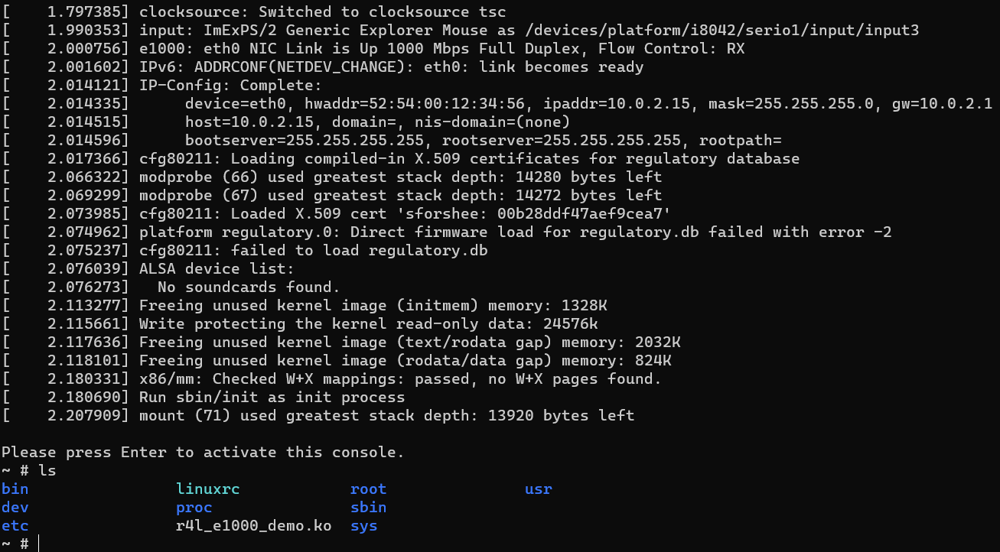 [    1.797385] clocksource: Switched to clocksource tsc
[    1.990353] input: ImExPS/2 Generic Explorer Mouse as /devices/platform/i8042/serio1/input/input3
[    2.000756] e1000: eth0 NIC Link is Up 1000 Mbps Full Duplex, Flow Control: RX
[    2.001602] IPv6: ADDRCONF(NETDEV_CHANGE): eth0: link becomes ready
[    2.014121] IP-Config: Complete:
[    2.014335]      device=eth0, hwaddr=52:54:00:12:34:56, ipaddr=10.0.2.15, mask=255.255.255.0, gw=10.0.2.1
[    2.014515]      host=10.0.2.15, domain=, nis-domain=(none)
[    2.014596]      bootserver=255.255.255.255, rootserver=255.255.255.255, rootpath=
[    2.017366] cfg80211: Loading compiled-in X.509 certificates for regulatory database
[    2.066322] modprobe (66) used greatest stack depth: 14280 bytes left
[    2.069299] modprobe (67) used greatest stack depth: 14272 bytes left
[    2.073985] cfg80211: Loaded X.509 cert 'sforshee: 00b28ddf47aef9cea7'
[    2.074962] platform regulatory.0: Direct firmware load for regulatory.db failed with error -2
[    2.075237] cfg80211: failed to load regulatory.db
[    2.076039] ALSA device list:
[    2.076273]   No soundcards found.
[    2.113277] Freeing unused kernel image (initmem) memory: 1328K
[    2.115661] Write protecting the kernel read-only data: 24576k
[    2.117636] Freeing unused kernel image (text/rodata gap) memory: 2032K
[    2.118101] Freeing unused kernel image (rodata/data gap) memory: 824K
[    2.180331] x86/mm: Checked W+X mappings: passed, no W+X pages found.
[    2.180690] Run sbin/init as init process
[    2.207909] mount (71) used greatest stack depth: 13920 bytes left

Please press Enter to activate this console.
~ # ls
bin                linuxrc            root               usr
dev                proc               sbin
etc                r4l_e1000_demo.ko  sys
~ #